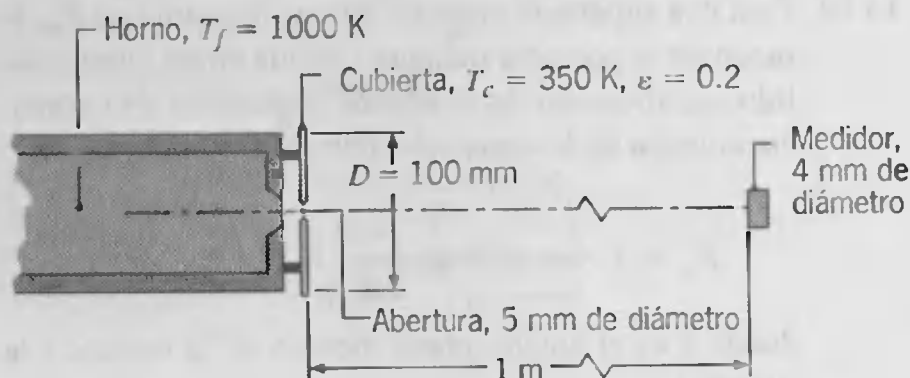 Horno, T_f = 1000 K
Cubierta, T_c = 350 K, ε = 0.2
Medidor,
4 mm de
diámetro
D = 100 mm
Abertura, 5 mm de diámetro
1 m